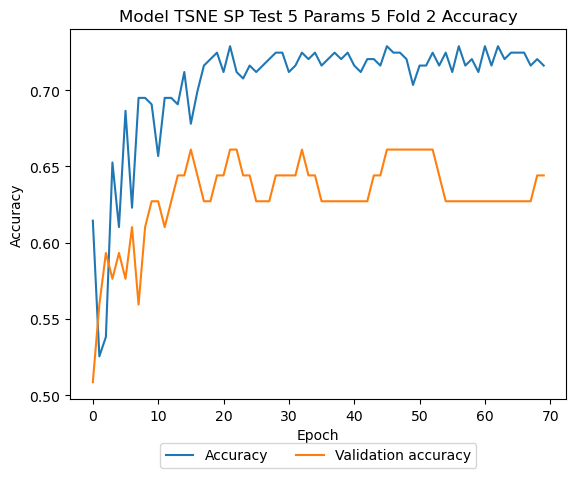 Model TSNE SP Test 5 Params 5 Fold 2 Accuracy
0.70
0.65
0.60
0.55
0.50
Accuracy
0 10 20 30 40 50 60 70
Epoch
Accuracy Validation accuracy